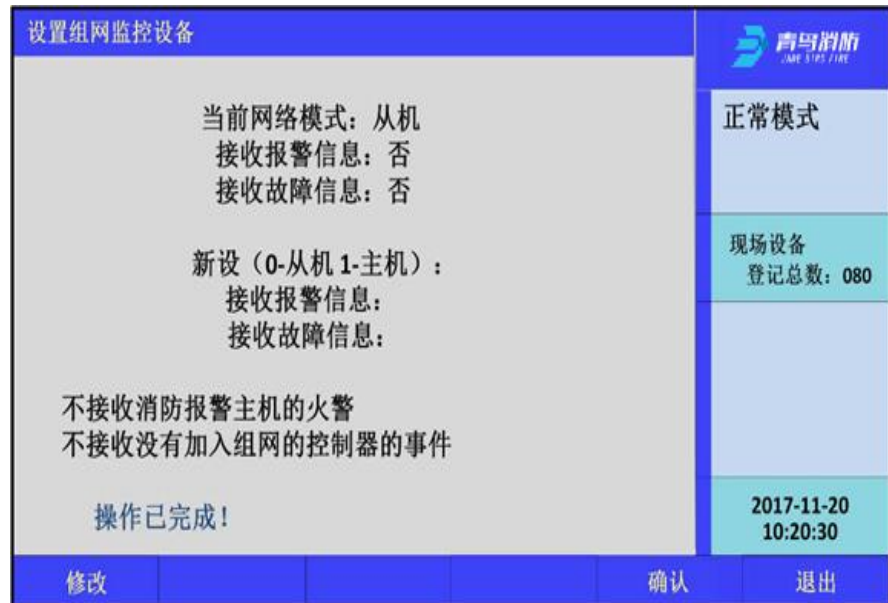 设置组网监控设备
青鸟消防
JADE BIRD FIRE
当前网络模式：从机
接收报警信息：否
接收故障信息：否
新设（0-从机 1-主机）：
接收报警信息：
接收故障信息：
不接收消防报警主机的火警
不接收没有加入组网的控制器的事件
操作已完成！
正常模式
现场设备
登记总数：080
2017-11-20
10:20:30
修改
确认
退出